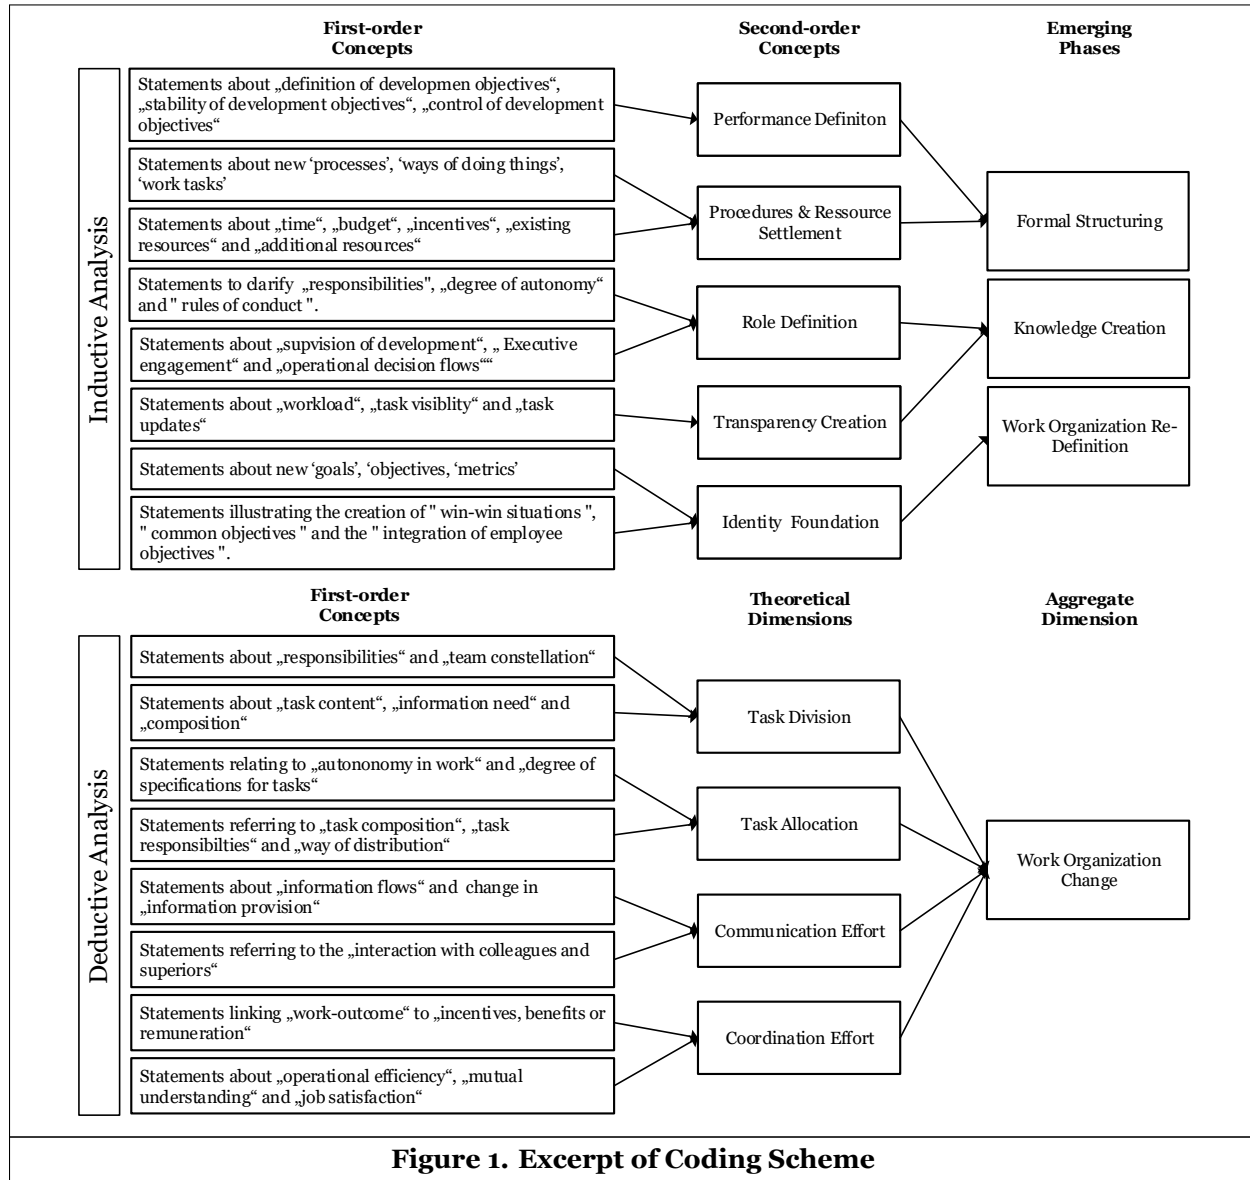 First-order
Concepts
Second-order
Concepts
Emerging
Phases
Inductive Analysis
Statements about „definition of developmen objectives“,
„stability of development objectives“, „control of development
objectives“
Statements about new ‘processes’, ‘ways of doing things’,
‘work tasks’
Statements about „time“, „budget“, „incentives“, „existing
resources“ and „additional resources“
Statements to clarify „responsibilities", „degree of autonomy“
and " rules of conduct ".
Statements about „supvision of development“, „ Executive
engagement“ and „operational decision flows““
Statements about „workload“, „task visiblity“ and „task
updates“
Statements about new ‘goals’, ‘objectives, ‘metrics’
Statements illustrating the creation of " win-win situations ",
" common objectives " and the " integration of employee
objectives ".
Performance Definiton
Procedures & Ressource
Settlement
Role Definition
Transparency Creation
Identity Foundation
Formal Structuring
Knowledge Creation
Work Organization Re-
Definition
First-order
Concepts
Theoretical
Dimensions
Aggregate
Dimension
Deductive Analysis
Statements about „responsibilities“ and „team constellation“
Statements about „task content“, „information need“ and
„composition“
Statements relating to „autononomy in work“ and „degree of
specifications for tasks“
Statements referring to „task composition“, „task
responsibilties“ and „way of distribution“
Statements about „information flows“ and change in
„information provision“
Statements referring to the „interaction with colleagues and
superiors“
Statements linking „work-outcome“ to „incentives, benefits or
remuneration“
Statements about „operational efficiency“, „mutual
understanding“ and „job satisfaction“
Task Division
Task Allocation
Communication Effort
Coordination Effort
Work Organization
Change
Figure 1. Excerpt of Coding Scheme